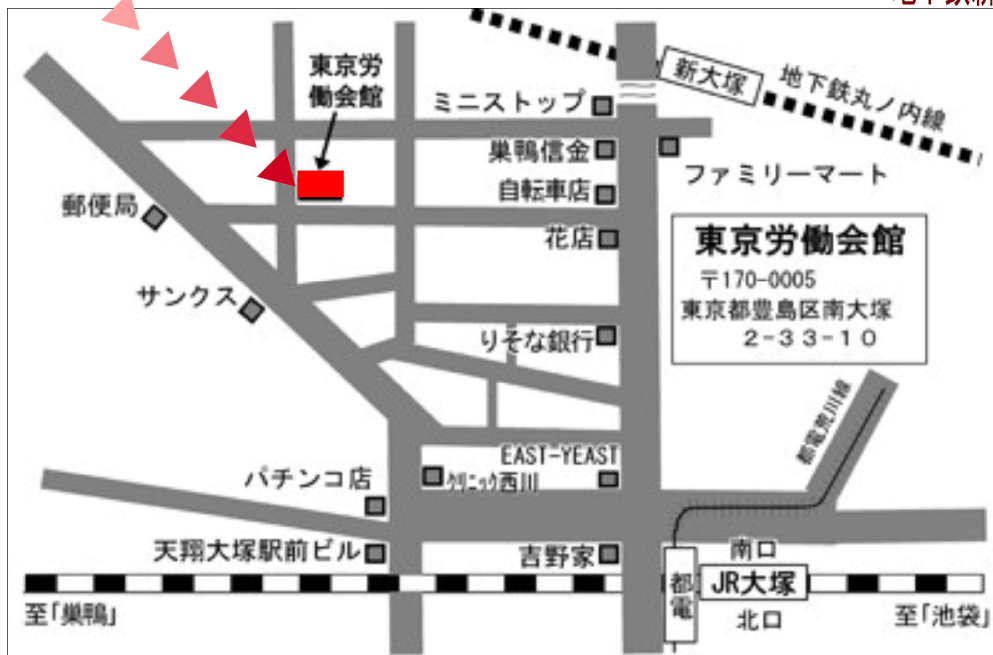 東京労
働会館
新大塚
地下鉄丸ノ内線
ミニストップ
巣鴨信金
ファミリーマート
自転車店
郵便局
花店
東京労働会館
〒170-0005
東京都豊島区南大塚
2-33-10
サンクス
りそな銀行
都電荒川線
EAST-YEAST
パチンコ店
クリニック西川
天翔大塚駅前ビル
吉野家
南口
都電
JR大塚
北口
至「巣鴨」
至「池袋」